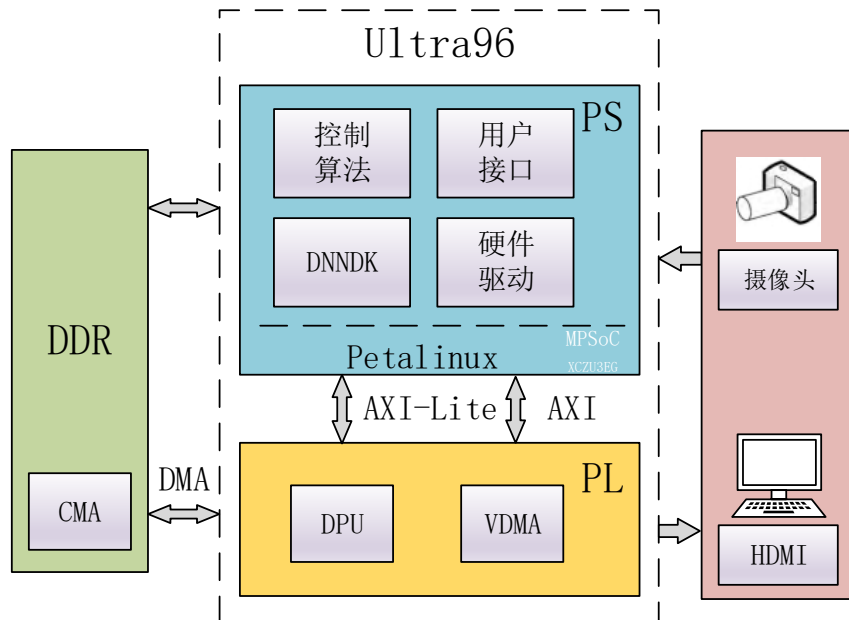 Ultra96
PS
控制
算法
用户
接口
DNNDK
硬件
驱动
MPSoC
Petalinux
XCZU3EG
DDR
CMA
DMA
AXI-Lite
AXI
PL
DPU
VDMA
摄像头
HDMI